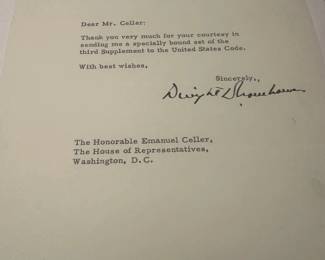 Dear Mr. Celler:
Thank you very much for your courtesy in
sending me a specially bound set of the
third Supplement to the United States Code.
With best wishes,
Sincerely,
Dwight D Eisenhower
The Honorable Emanuel Celler,
The House of Representatives,
Washington, D. C.